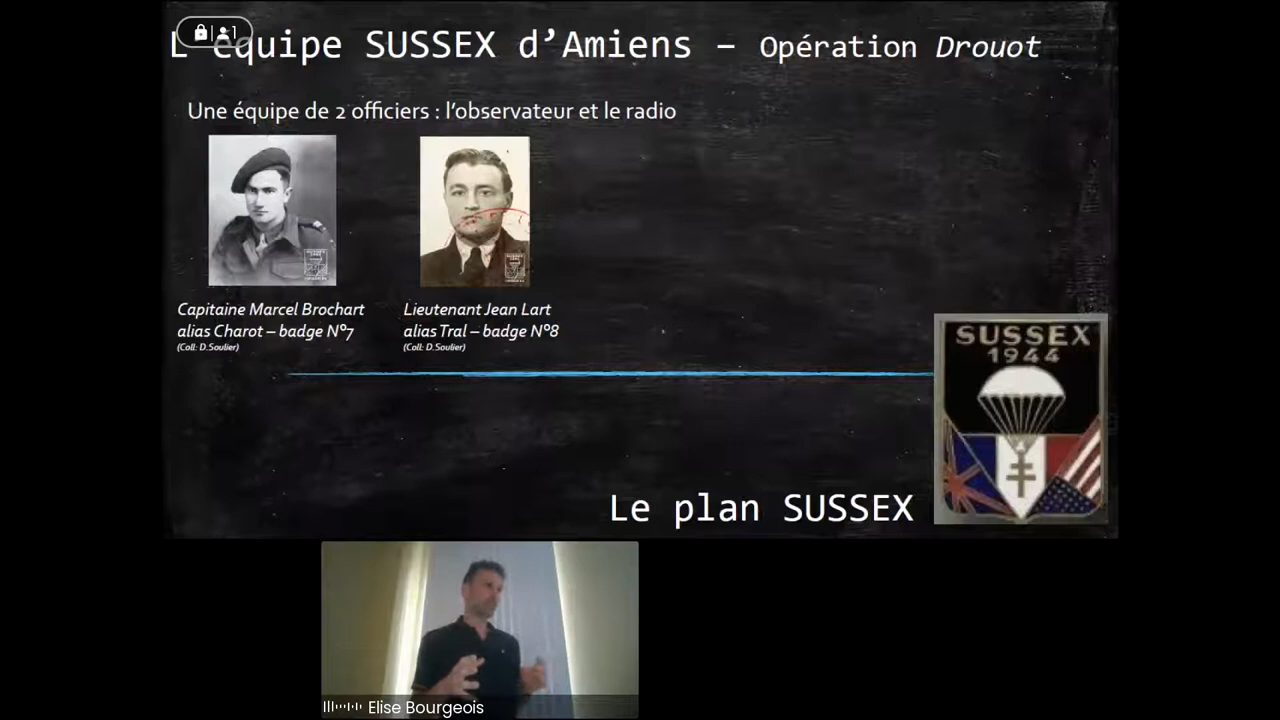 1
L'équipe SUSSEX d'Amiens – Opération Drouot
Une équipe de 2 officiers : l'observateur et le radio
Capitaine Marcel Brochart
alias Charot – badge N°7
(Coll: D.Soulier)
Lieutenant Jean Lart
alias Tral – badge N°8
(Coll: D.Soulier)
SUSSEX
1944
Le plan SUSSEX
Elise Bourgeois